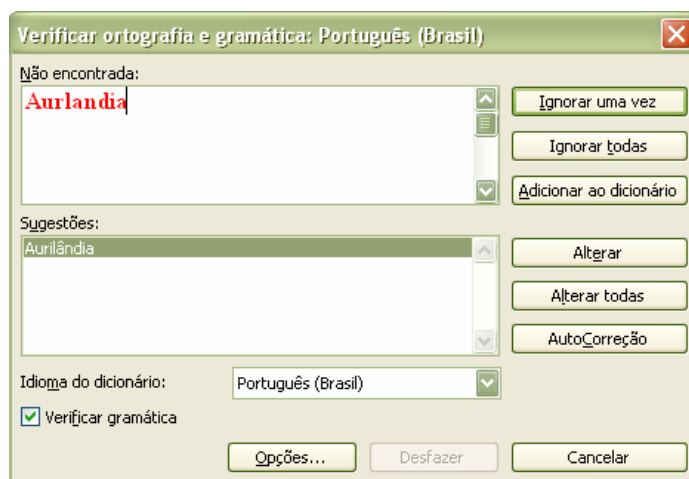 Verificar ortografia e gramática: Português (Brasil)
Não encontrada:
Aurlandia
Ignorar uma vez
Ignorar todas
Adicionar ao dicionário
Sugestões:
Aurilândia
Alterar
Alterar todas
AutoCorreção
Idioma do dicionário:
Português (Brasil)
Verificar gramática
Opções...
Desfazer
Cancelar